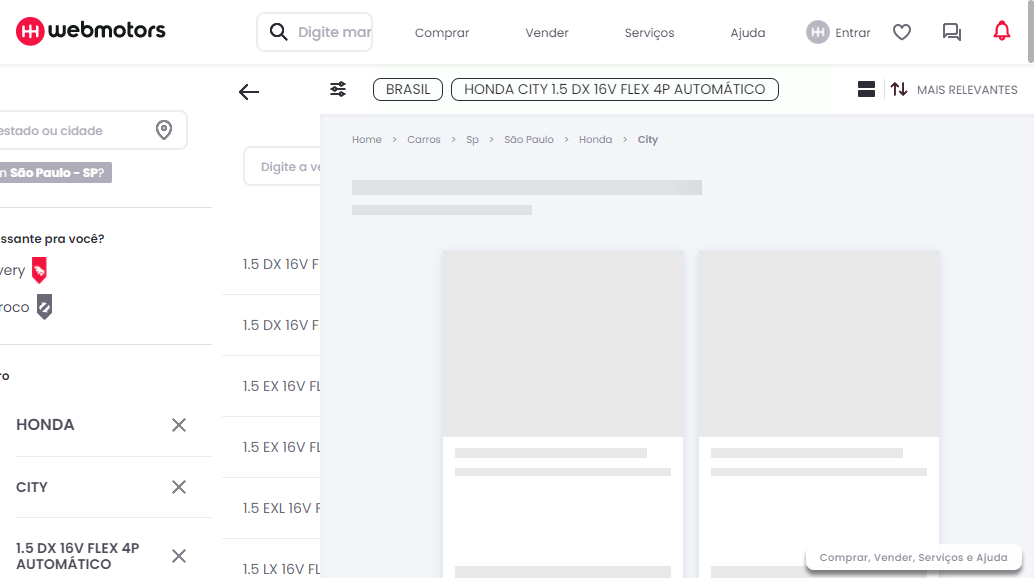 webmotors
Digite mar
Comprar
Vender
Serviços
Ajuda
Entrar
BRASIL
HONDA CITY 1.5 DX 16V FLEX 4P AUTOMÁTICO
MAIS RELEVANTES
estado ou cidade
m São Paulo - SP?
Home > Carros > Sp > São Paulo > Honda > City
Digite a ve
ssante pra você?
very
roco
ro
HONDA
CITY
1.5 DX 16V FLEX 4P
AUTOMÁTICO
1.5 DX 16V F
1.5 DX 16V F
1.5 EX 16V FL
1.5 EX 16V FL
1.5 EXL 16V F
1.5 LX 16V FL
Comprar, Vender, Serviços e Ajuda